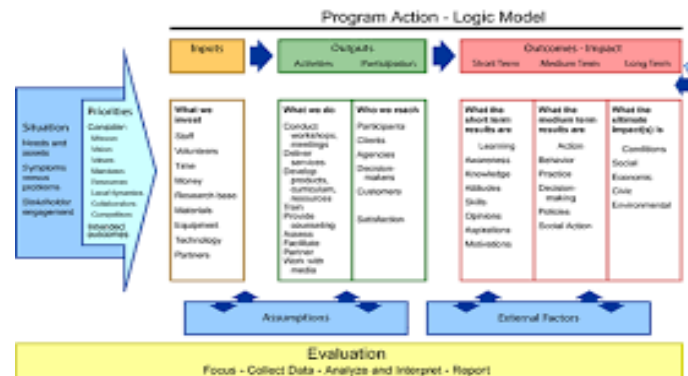 Program Action - Logic Model
Inputs
Outputs
Activities
Participation
Outcomes - Impact
Short Term
Medium Term
Long Term
Situation
Needs and
assets
Symptoms
versus
problems
Stakeholder
engagement
Priorities
Consider:
Mission
Vision
Values
Mandates
Resources
Local dynamics
Collaborators
Competitors
Intended
outcomes
What we
invest
Staff
Volunteers
Time
Money
Research base
Materials
Equipment
Technology
Partners
What we do
Conduct
workshops,
meetings
Deliver
services
Develop
products,
curriculum,
resources
Train
Provide
counseling
Assess
Facilitate
Partner
Work with
media
Who we reach
Participants
Clients
Agencies
Decision-
makers
Customers
Satisfaction
What the
short term
results are
Learning
Awareness
Knowledge
Attitudes
Skills
Opinions
Aspirations
Motivations
What the
medium term
results are
Action
Behavior
Practice
Decision-
making
Policies
Social Action
What the
ultimate
impact(s) is
Conditions
Social
Economic
Civic
Environmental
Assumptions
External Factors
Evaluation
Focus - Collect Data - Analyze and Interpret - Report